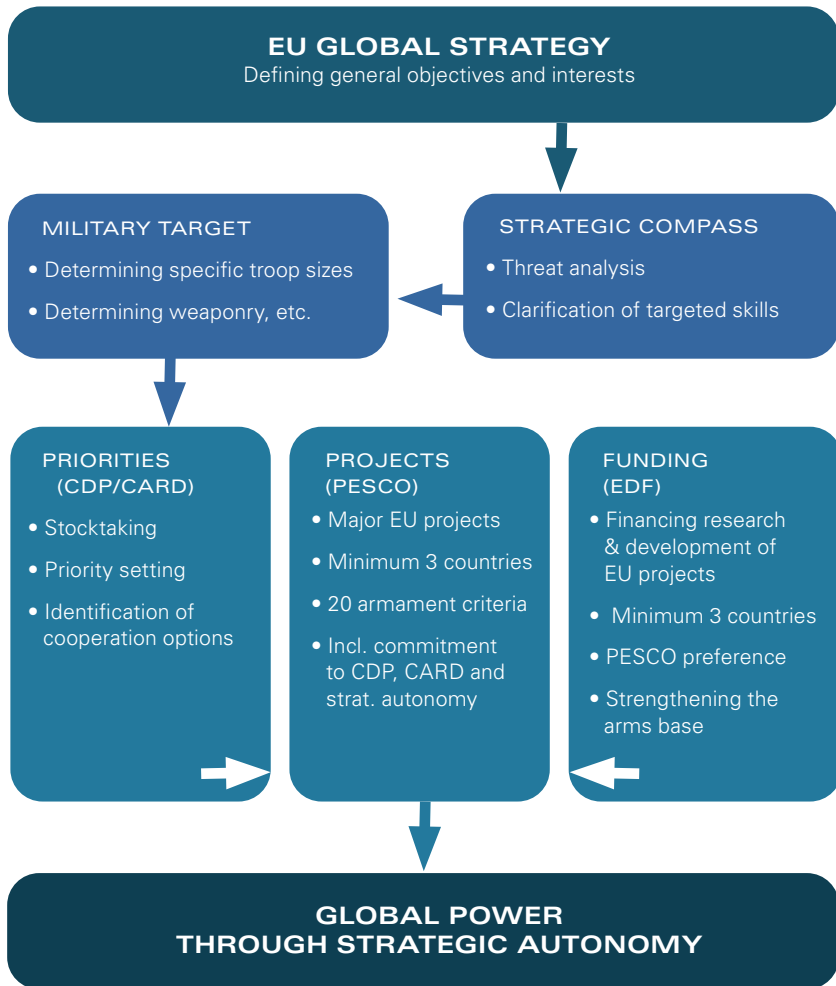 EU GLOBAL STRATEGY
Defining general objectives and interests
MILITARY TARGET
• Determining specific troop sizes
• Determining weaponry, etc.
STRATEGIC COMPASS
• Threat analysis
• Clarification of targeted skills
PRIORITIES
(CDP/CARD)
• Stocktaking
• Priority setting
• Identification of
cooperation options
PROJECTS
(PESCO)
• Major EU projects
• Minimum 3 countries
• 20 armament criteria
• Incl. commitment
to CDP, CARD and
strat. autonomy
FUNDING
(EDF)
• Financing research
& development of
EU projects
• Minimum 3 countries
• PESCO preference
• Strengthening the
arms base
GLOBAL POWER
THROUGH STRATEGIC AUTONOMY